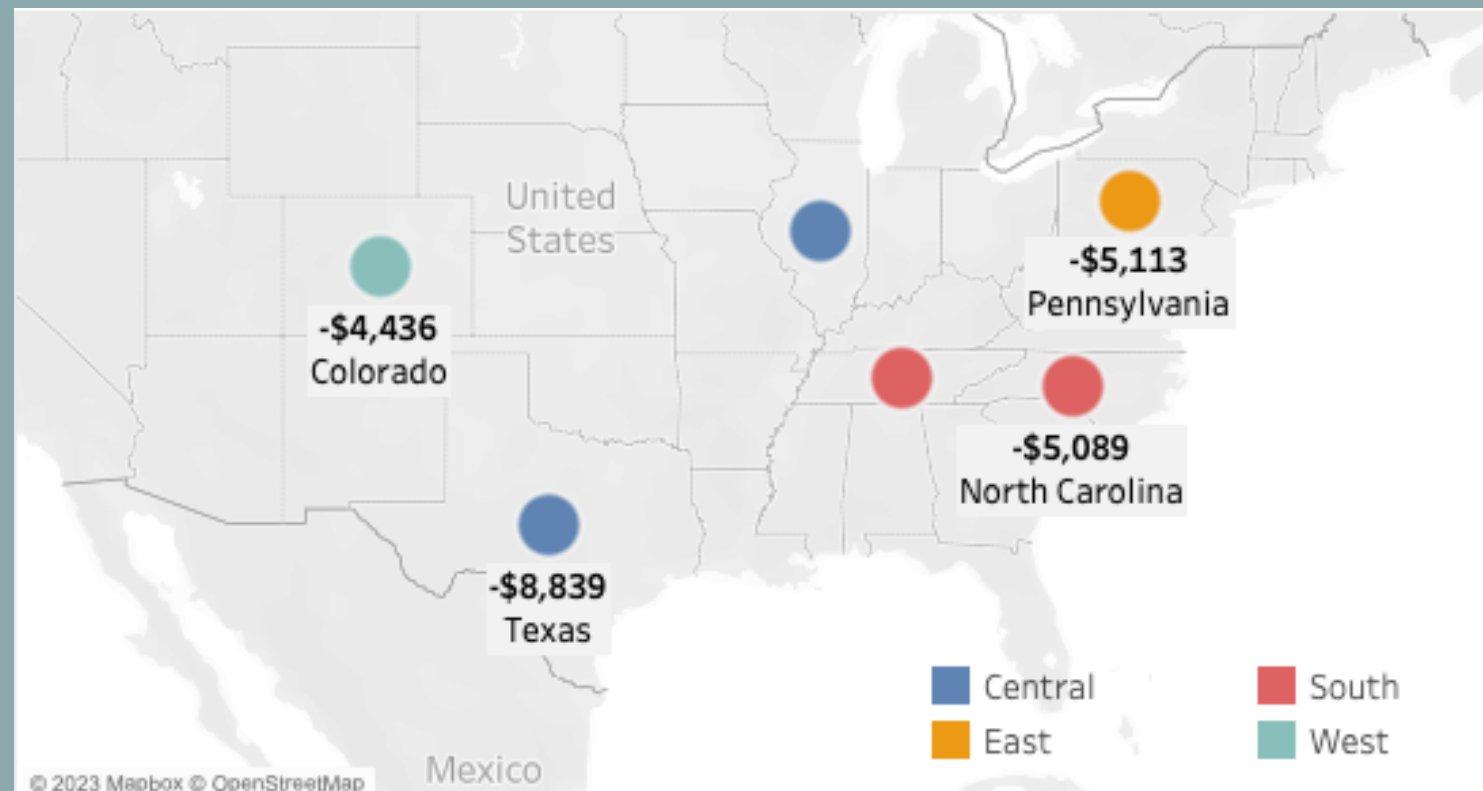 United
States
-$5,113
Pennsylvania
-$4,436
Colorado
-$5,089
North Carolina
-$8,839
Texas
Central
South
East
West
Mexico
© 2023 Mapbox © OpenStreetMap